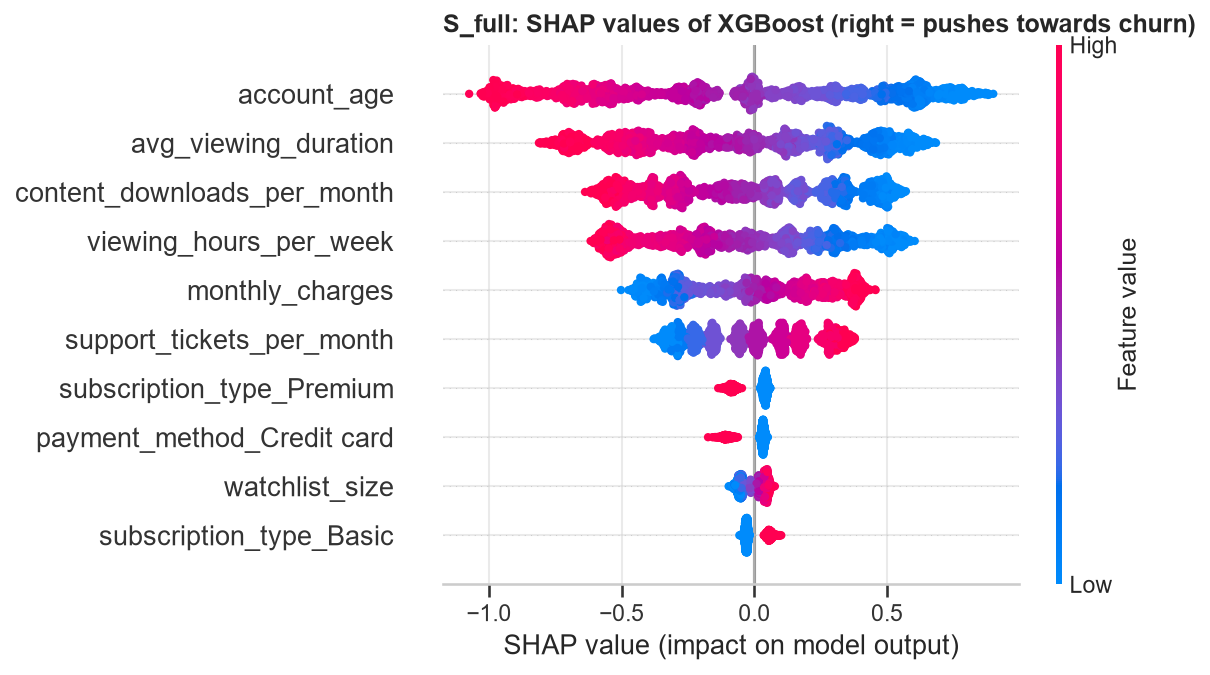 S_full: SHAP values of XGBoost (right = pushes towards churn)
High
account_age
avg_viewing_duration
content_downloads_per_month
viewing_hours_per_week
monthly_charges
support_tickets_per_month
subscription_type_Premium
payment_method_Credit card
watchlist_size
subscription_type_Basic
Feature value
Low
−1.0 −0.5 0.0 0.5
SHAP value (impact on model output)